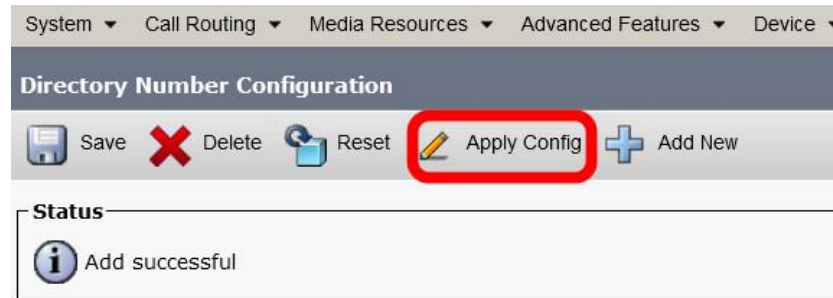 System Call Routing Media Resources Advanced Features Device
Directory Number Configuration
Save Delete Reset Apply Config Add New
Status
Add successful